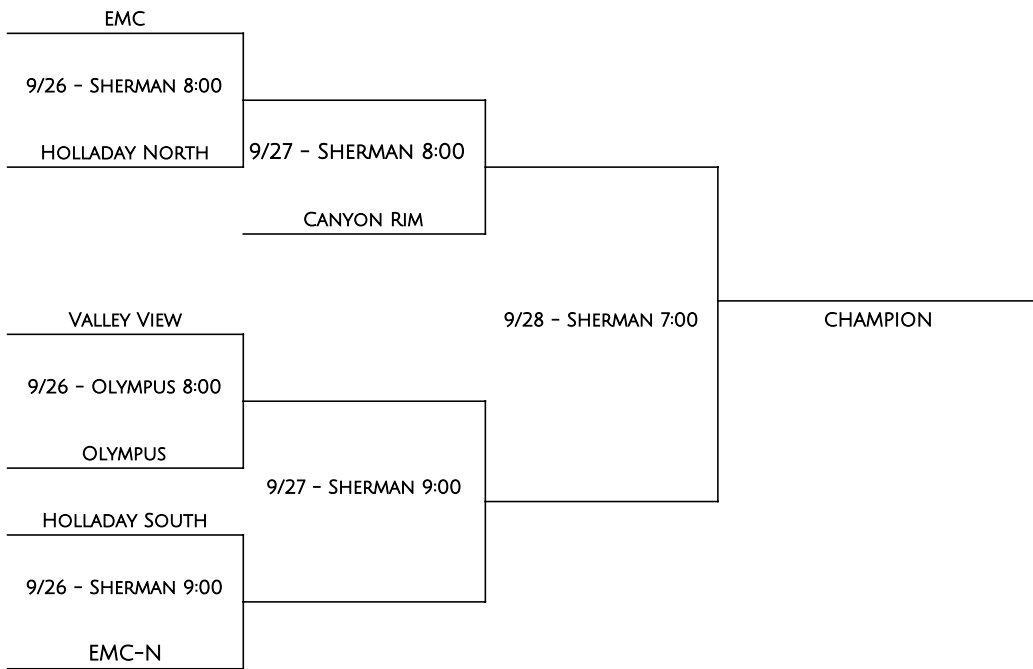 EMC
9/26 - Sherman 8:00
Holladay North
9/27 - Sherman 8:00
Canyon Rim
Valley View
9/28 - Sherman 7:00
CHAMPION
9/26 - Olympus 8:00
Olympus
9/27 - Sherman 9:00
Holladay South
9/26 - Sherman 9:00
EMC-N